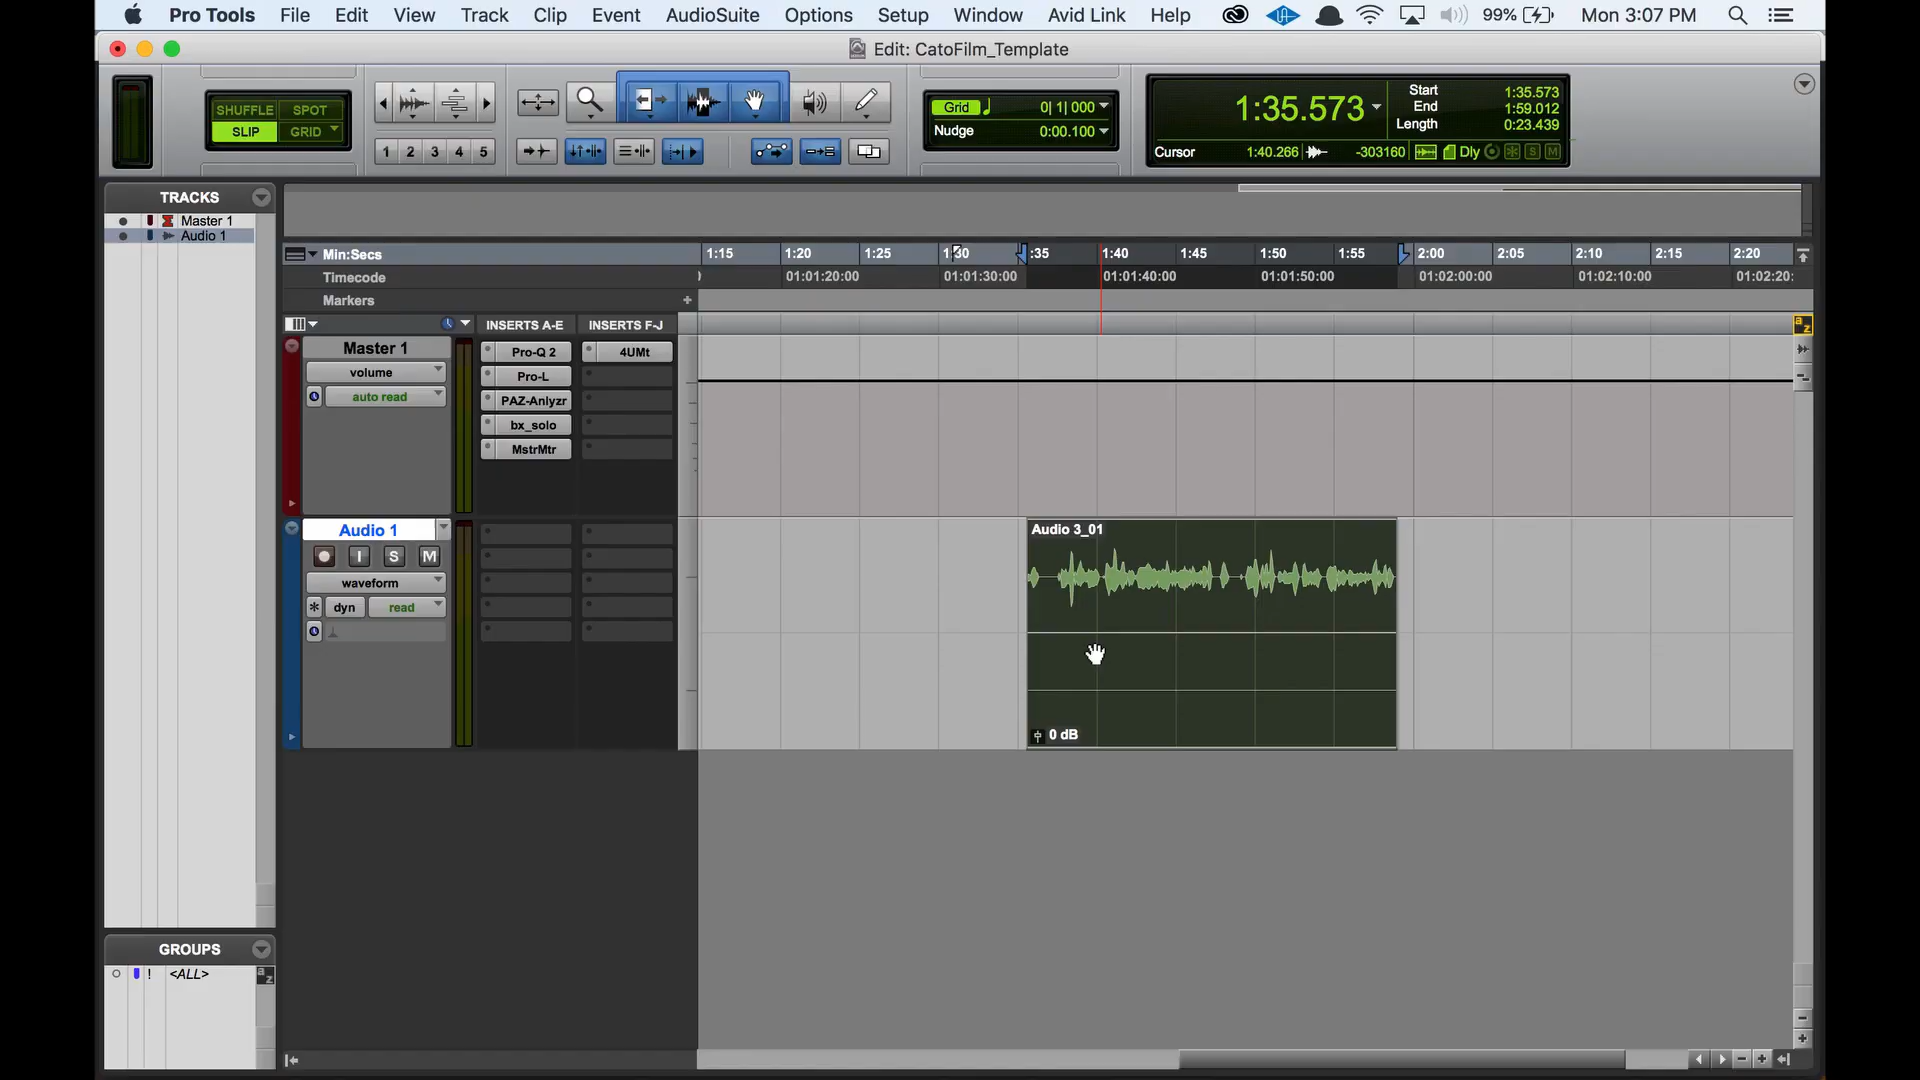 Pro Tools File Edit View Track Clip Event AudioSuite Options Setup Window Avid Link Help 99% Mon 3:07 PM
Edit: CatoFilm_Template
SHUFFLE SPOT
SLIP GRID
1 2 3 4 5
Grid 0| 1| 000
Nudge 0:00.100
1:35.573
Start 1:35.573
End 1:59.012
Length 0:23.439
Cursor 1:40.266 -303160 Dly S M
TRACKS
Master 1
Audio 1
Min:Secs 1:15 1:20 1:25 1:30 :35 1:40 1:45 1:50 1:55 2:00 2:05 2:10 2:15 2:20
Timecode 01:01:20:00 01:01:30:00 01:01:40:00 01:01:50:00 01:02:00:00 01:02:10:00 01:02:20:
Markers
INSERTS A-E INSERTS F-J
Master 1
volume
auto read
Pro-Q 2 4UMt
Pro-L
PAZ-Anlyzr
bx_solo
MstrMtr
Audio 1
I S M
waveform
dyn read
Audio 3_01
0 dB
GROUPS
! <ALL>
a z